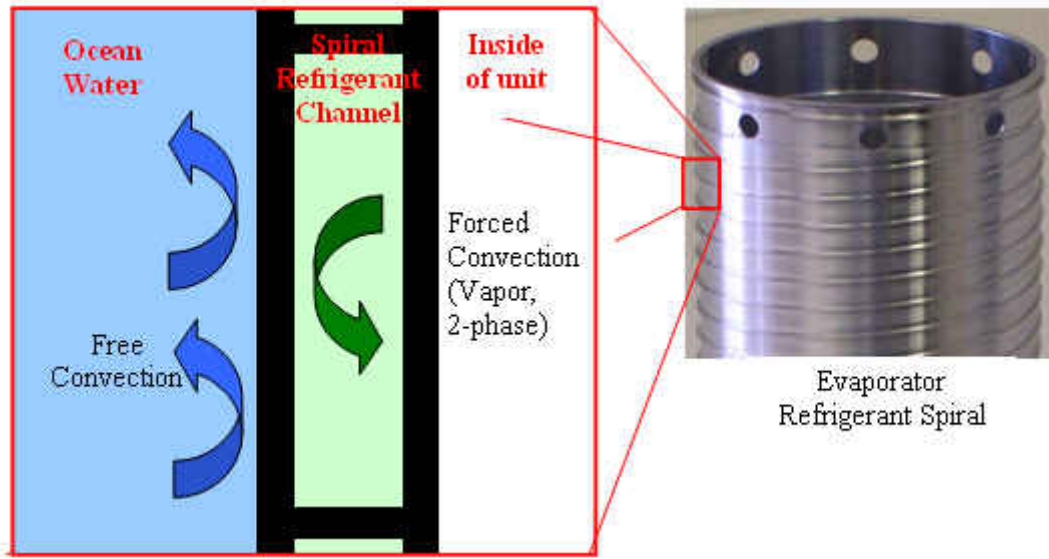 Ocean
Water
Spiral
Refrigerant
Channel
Inside
of unit
Free
Convection
Forced
Convection
(Vapor,
2-phase)
Evaporator
Refrigerant Spiral